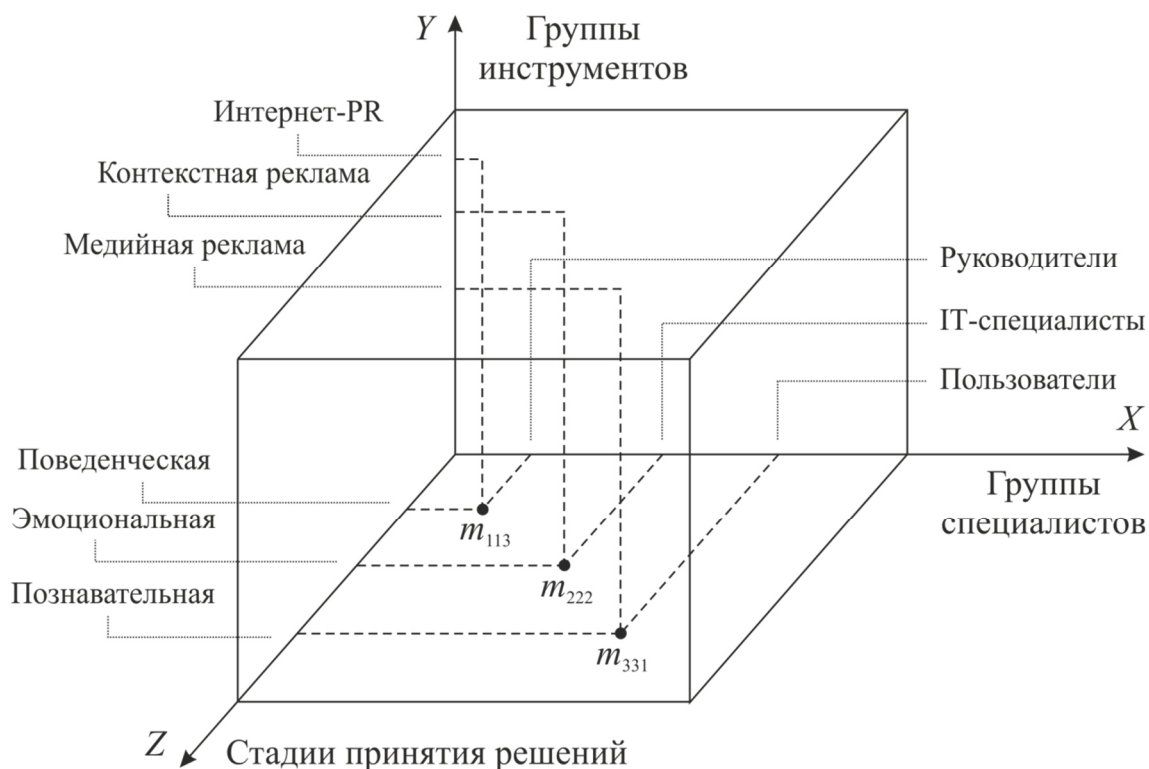 Y
Группы
инструментов
Интернет-PR
Контекстная реклама
Медийная реклама
Руководители
IT-специалисты
Пользователи
X
Группы
специалистов
Поведенческая
Эмоциональная
Познавательная
m113
m222
m331
Z
Стадии принятия решений